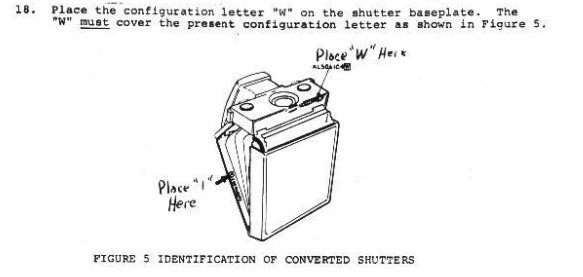 18. Place the configuration letter "W" on the shutter baseplate. The
"W" must cover the present configuration letter as shown in Figure 5.
Place "W" Here
Place "1"
Here
FIGURE 5 IDENTIFICATION OF CONVERTED SHUTTERS